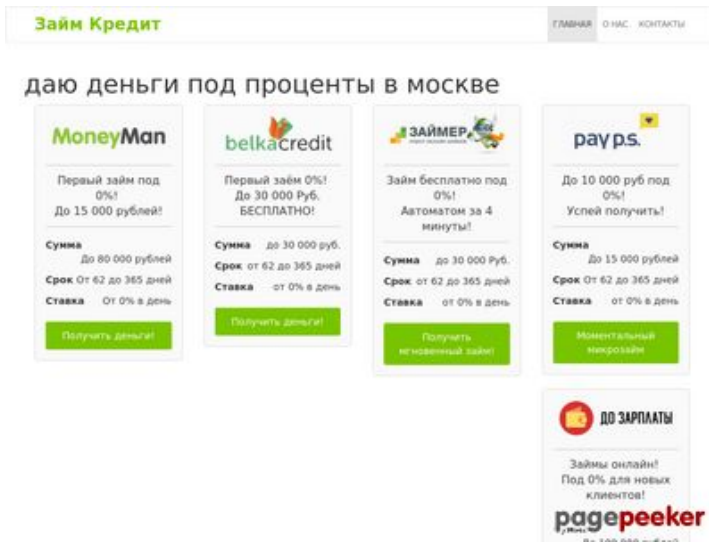 Займ Кредит
ГЛАВНАЯ О НАС КОНТАКТЫ
даю деньги под проценты в москве
MoneyMan
Первый займ под
0%!
До 15 000 рублей!
Сумма
До 80 000 рублей
Срок От 62 до 365 дней
Ставка От 0% в день
Получить деньги!
belkacredit
Первый заём 0%!
До 30 000 Руб.
БЕСПЛАТНО!
Сумма до 30 000 руб.
Срок от 62 до 365 дней
Ставка от 0% в день
Получить деньги!
ЗАЙМЕР
Займ бесплатно под
0%!
Автоматом за 4
минуты!
Сумма до 30 000 Руб.
Срок от 62 до 365 дней
Ставка от 0% в день
Получить
мгновенный займ!
pay p.s.
До 10 000 руб под
0%!
Успей получить!
Сумма
До 15 000 рублей
Срок От 62 до 365 дней
Ставка от 0% в день
Моментальный
микрозайм
ДО ЗАРПЛАТЫ
Займы онлайн!
Под 0% для новых
клиентов!
pagepeeker
До 100 000 рублей